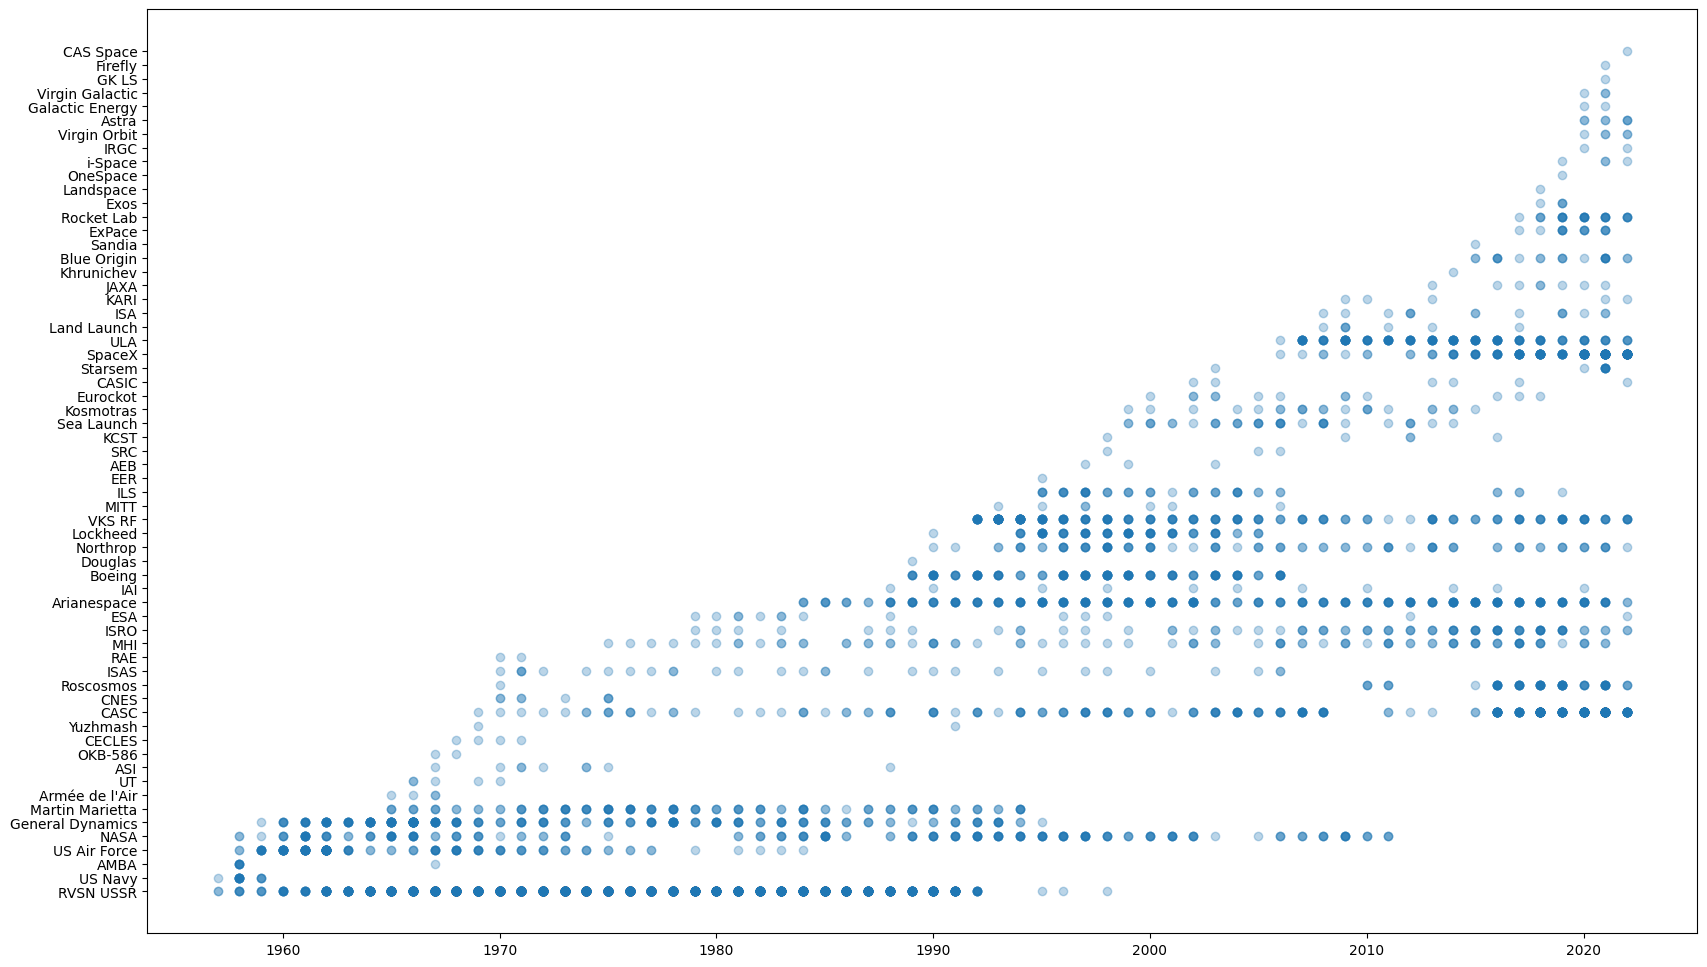 CAS Space
Firefly
GK LS
Virgin Galactic
Galactic Energy
Astra
Virgin Orbit
IRGC
i-Space
OneSpace
Landspace
Exos
Rocket Lab
ExPace
Sandia
Blue Origin
Khrunichev
JAXA
KARI
ISA
Land Launch
ULA
SpaceX
Starsem
CASIC
Eurockot
Kosmotras
Sea Launch
KCST
SRC
AEB
EER
ILS
MITT
VKS RF
Lockheed
Northrop
Douglas
Boeing
IAI
Arianespace
ESA
ISRO
MHI
RAE
ISAS
Roscosmos
CNES
CASC
Yuzhmash
CECLES
OKB-586
ASI
UT
Armée de l'Air
Martin Marietta
General Dynamics
NASA
US Air Force
AMBA
US Navy
RVSN USSR
1960 1970 1980 1990 2000 2010 2020